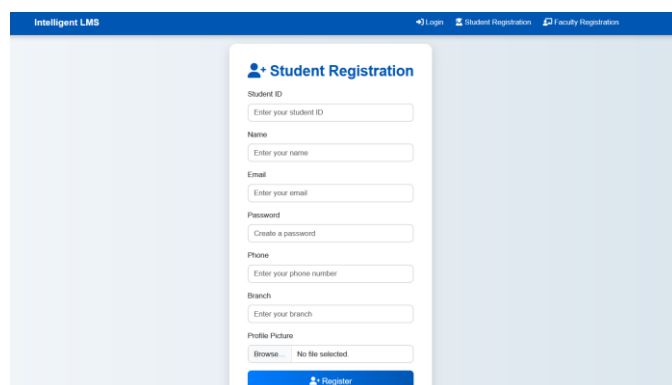 Intelligent LMS Login Student Registration Faculty Registration
Student Registration
Student ID
Enter your student ID
Name
Enter your name
Email
Enter your email
Password
Create a password
Phone
Enter your phone number
Branch
Enter your branch
Profile Picture
Browse... No file selected.
Register